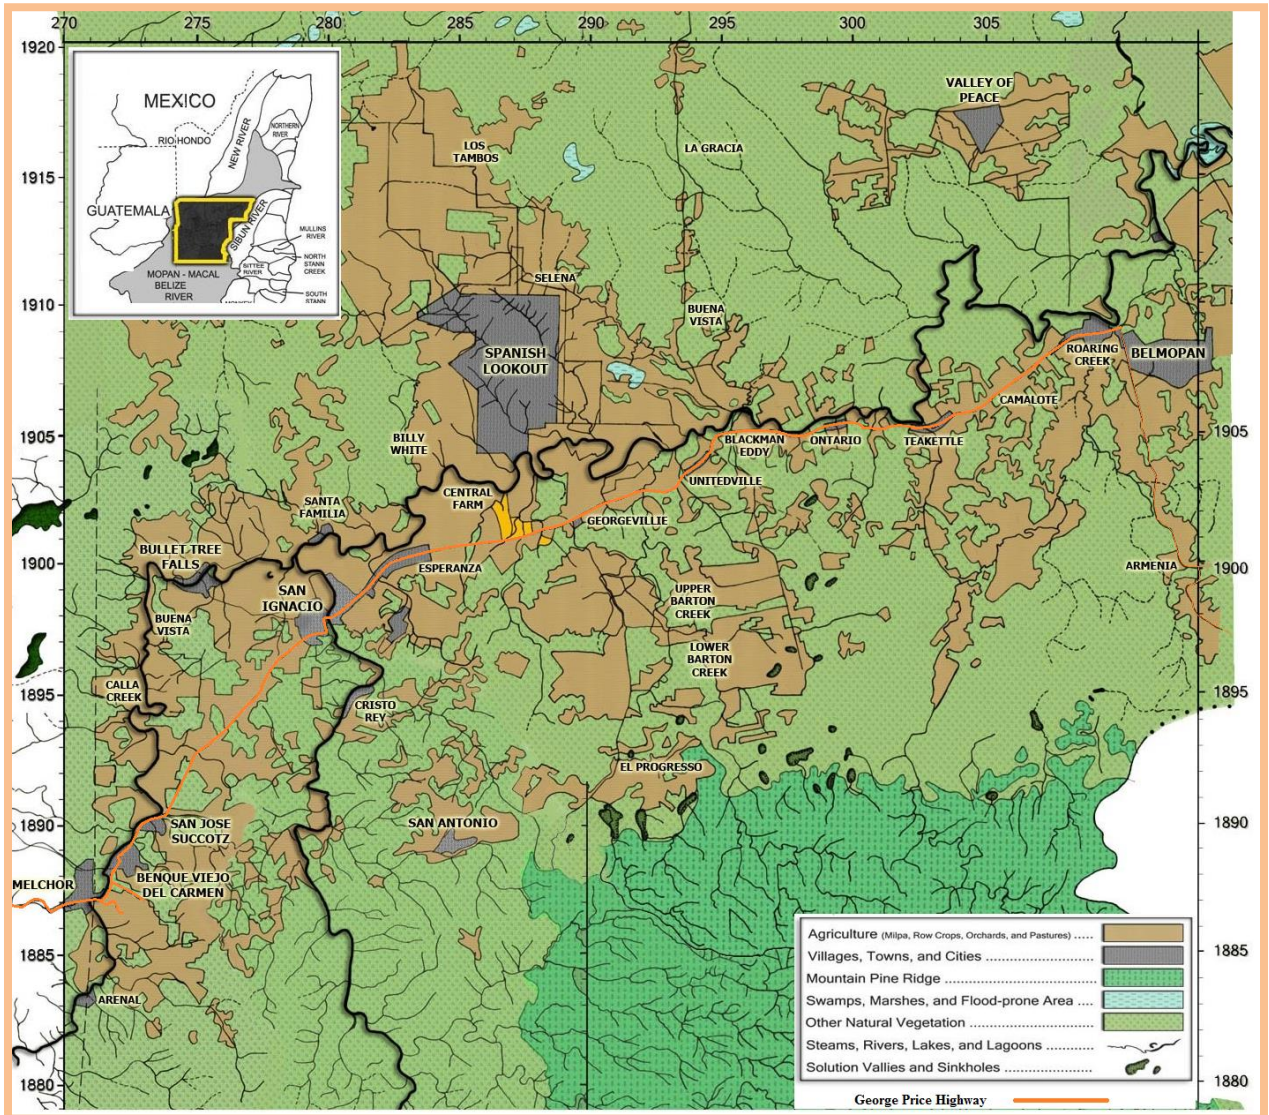 270 275 280 285 290 295 300 305
1920
1915
1910
1905
1900
1895
1890
1885
1880
1905
1900
1895
1890
1885
1880
MEXICO
RIO HONDO
NEW RIVER
NORTHERN
RIVER
GUATEMALA
SIBUN RIVER
MULLINS
RIVER
NORTH
STANN
CREEK
SITTEE
RIVER
MOPAN - MACAL
BELIZE
RIVER
SOUTH
STANN
LOS
TAMBOS
LA GRACIA
VALLEY OF
PEACE
SELENA
BUENA
VISTA
SPANISH
LOOKOUT
ROARING
CREEK
BELMOPAN
CAMALOTE
BILLY
WHITE
BLACKMAN
EDDY
ONTARIO
TEAKETTLE
UNITEDVILLE
CENTRAL
FARM
SANTA
FAMILIA
GEORGEVILLIE
BULLET TREE
FALLS
ESPERANZA
ARMENIA
SAN
IGNACIO
UPPER
BARTON
CREEK
BUENA
VISTA
LOWER
BARTON
CREEK
CALLA
CREEK
CRISTO
REY
EL PROGRESSO
SAN JOSE
SUCCOTZ
SAN ANTONIO
MELCHOR
BENQUE VIEJO
DEL CARMEN
ARENAL
Agriculture (Milpa, Row Crops, Orchards, and Pastures) .....
Villages, Towns, and Cities .....................
Mountain Pine Ridge .............................
Swamps, Marshes, and Flood-prone Area ....
Other Natural Vegetation ........................
Steams, Rivers, Lakes, and Lagoons ...........
Solution Vallies and Sinkholes ..................
George Price Highway